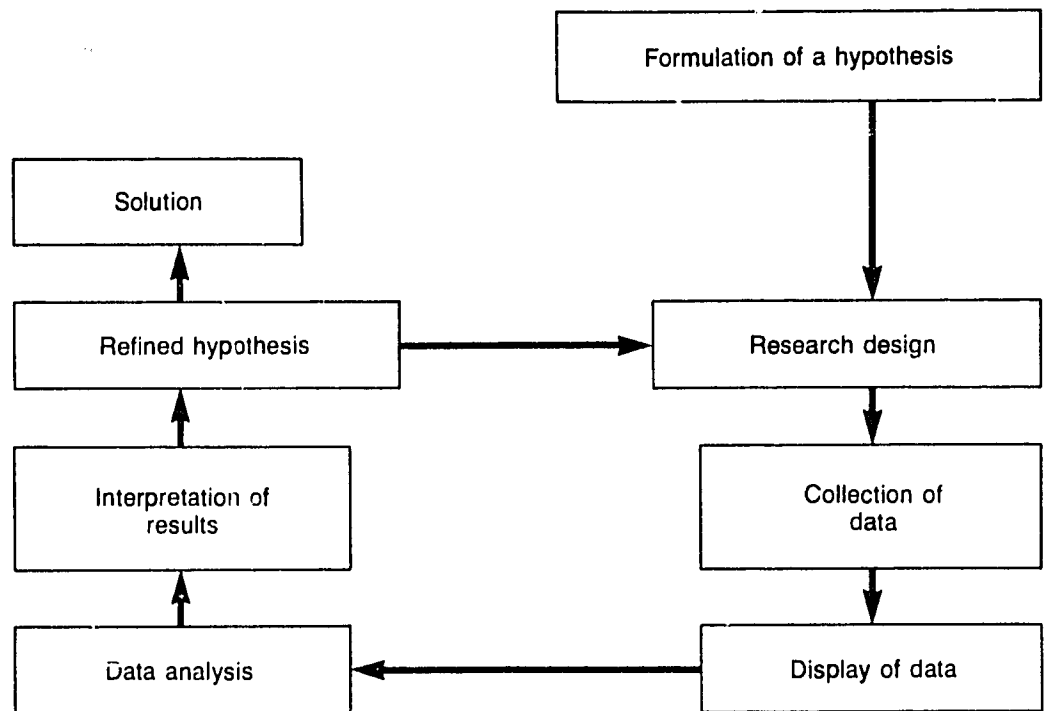 Formulation of a hypothesis
Solution
Refined hypothesis
Research design
Interpretation of
results
Collection of
data
Data analysis
Display of data